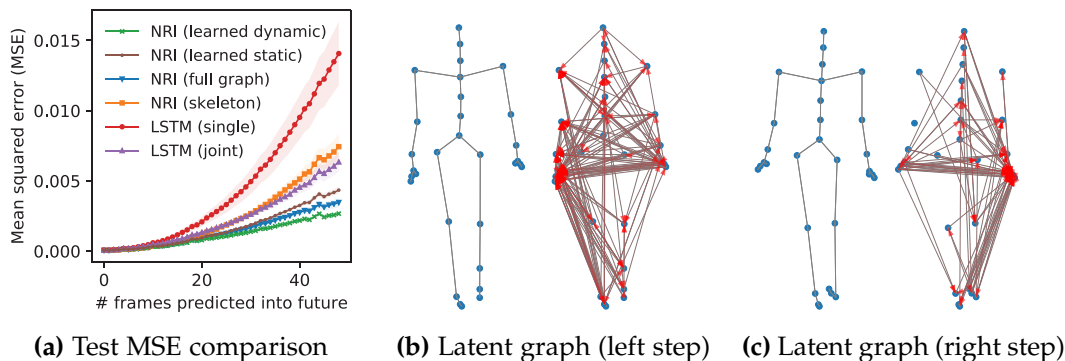 Mean squared error (MSE)
0.015
0.010
0.005
0.000
NRI (learned dynamic)
NRI (learned static)
NRI (full graph)
NRI (skeleton)
LSTM (single)
LSTM (joint)
0 20 40
# frames predicted into future
(a) Test MSE comparison (b) Latent graph (left step) (c) Latent graph (right step)